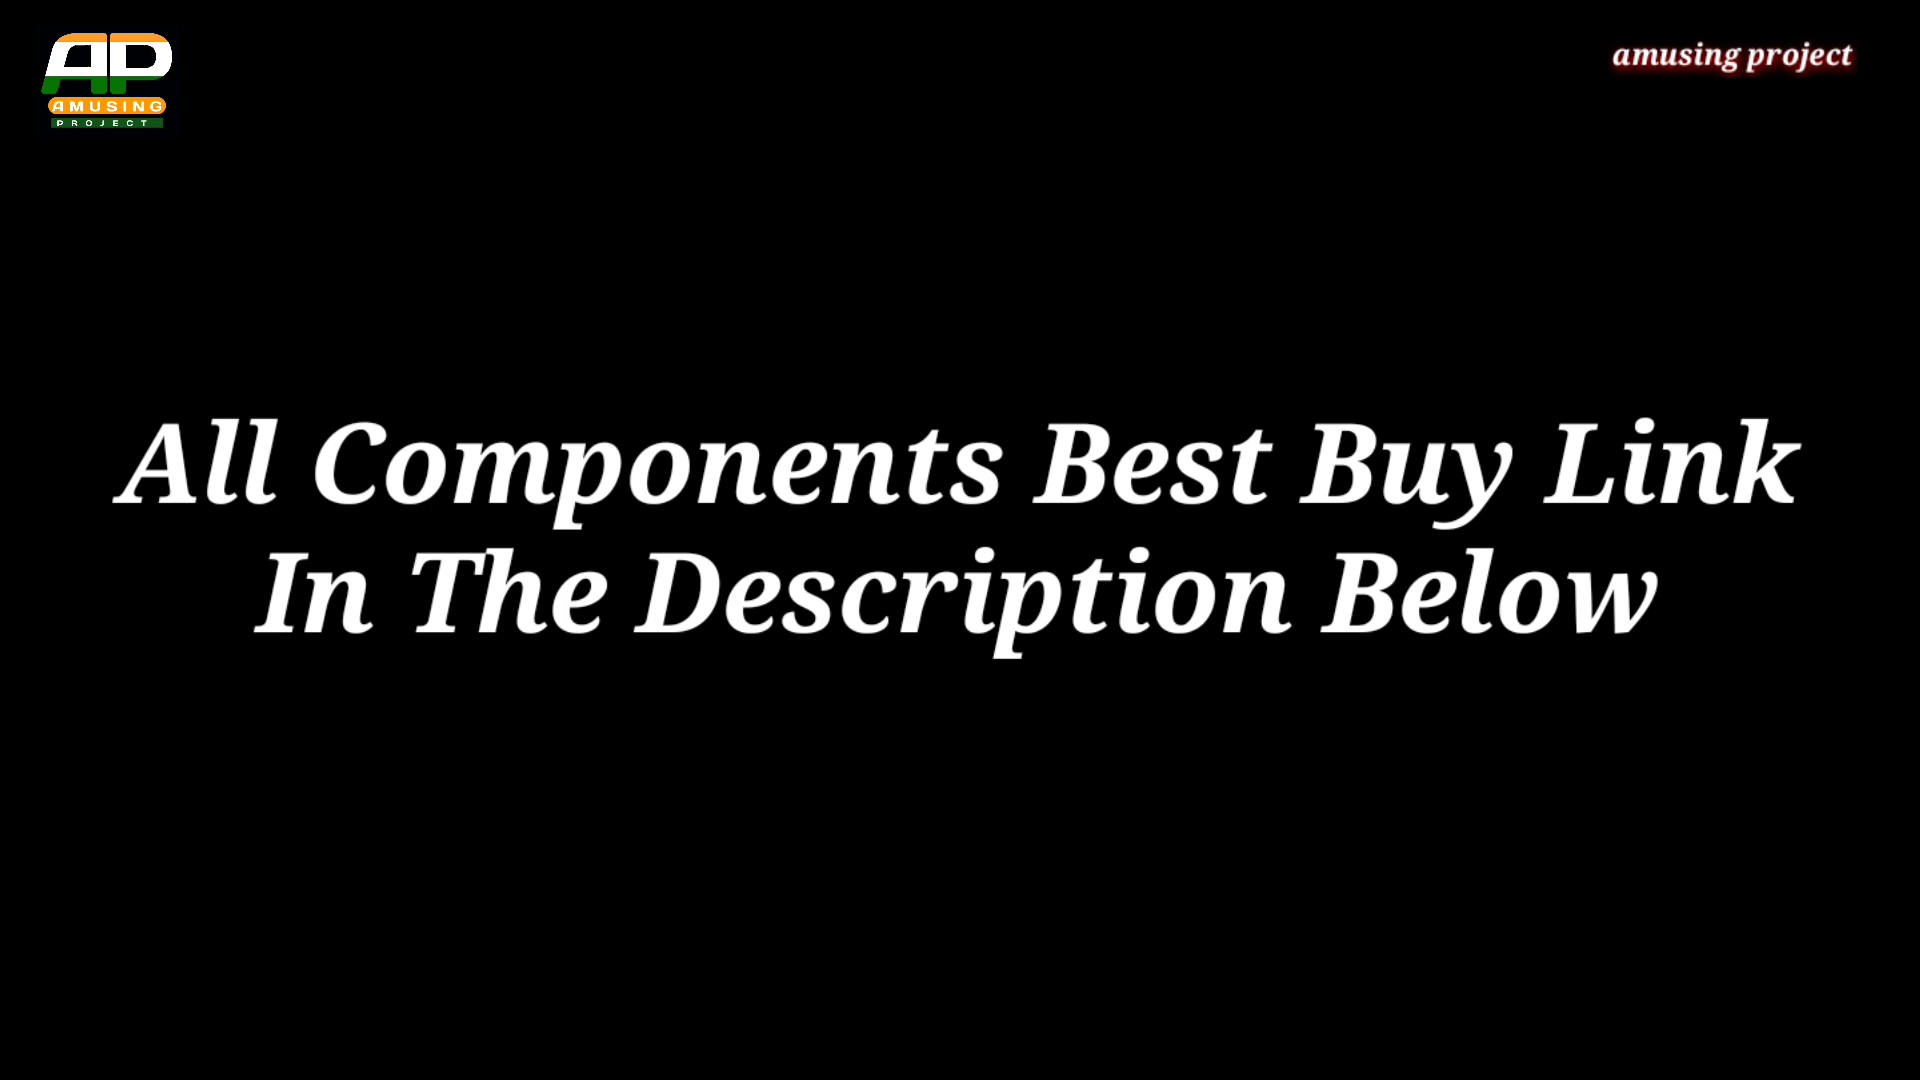 AP
AMUSING
PROJECT
amusing project
All Components Best Buy Link
In The Description Below